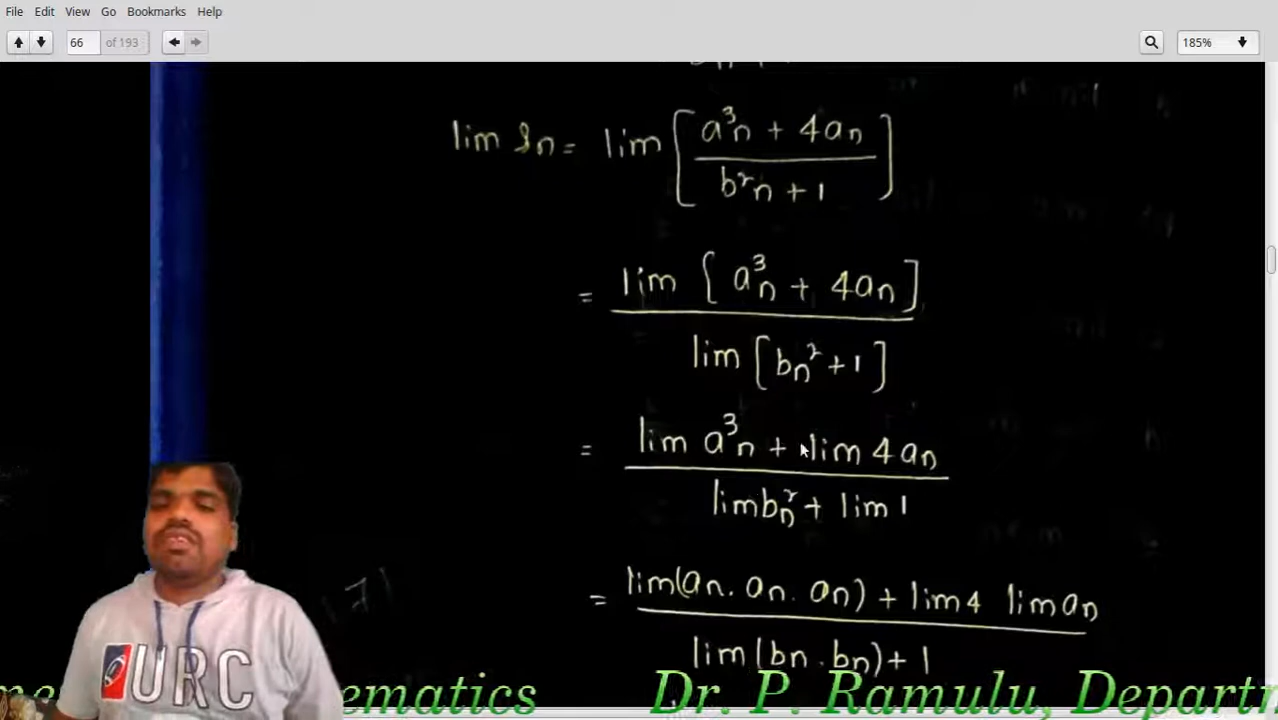 File Edit View Go Bookmarks Help
66 of 193 185%
lim Sn = lim [ a³n + 4an / b²n + 1 ]
= lim [ a³n + 4an ] / lim [ bn² + 1 ]
= lim a³n + lim 4an / lim bn² + lim 1
= lim(an. an. an) + lim 4 lim an / lim(bn . bn) + 1
URC
ematics Dr. P. Ramulu, Depart